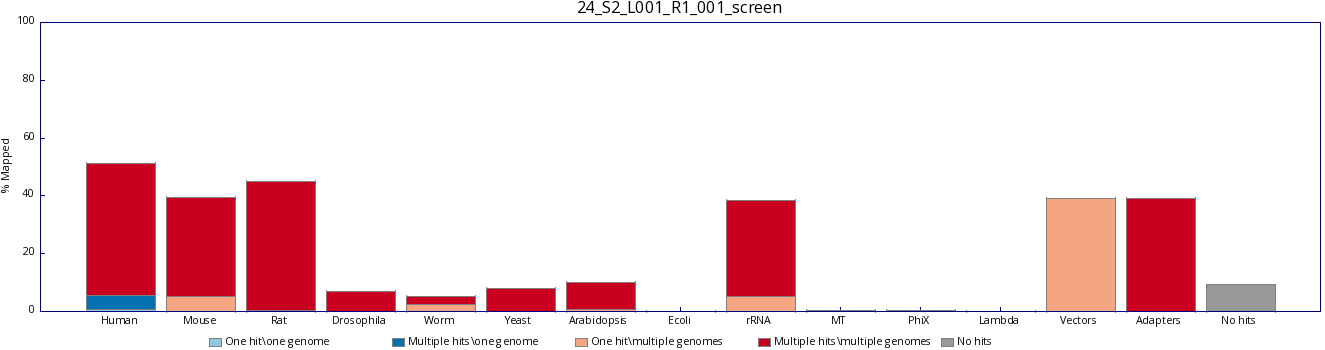 24_S2_L001_R1_001_screen
100
80
60
40
20
0
% Mapped
Human Mouse Rat Drosophila Worm Yeast Arabidopsis Ecoli rRNA MT PhiX Lambda Vectors Adapters No hits
One hit\one genome Multiple hits\one genome One hit\multiple genomes Multiple hits\multiple genomes No hits